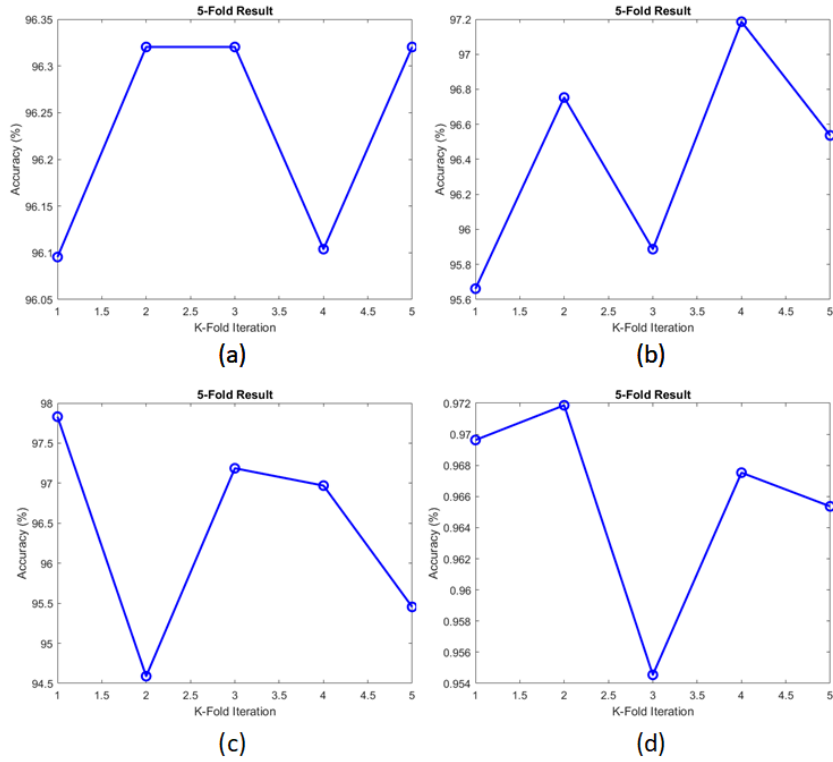 5-Fold Result
96.35
96.3
96.25
96.2
96.15
96.1
96.05
Accuracy (%)
1 1.5 2 2.5 3 3.5 4 4.5 5
K-Fold Iteration
(a)
5-Fold Result
97.2
97
96.8
96.6
96.4
96.2
96
95.8
95.6
Accuracy (%)
1 1.5 2 2.5 3 3.5 4 4.5 5
K-Fold Iteration
(b)
5-Fold Result
98
97.5
97
96.5
96
95.5
95
94.5
Accuracy (%)
1 1.5 2 2.5 3 3.5 4 4.5 5
K-Fold Iteration
(c)
5-Fold Result
0.972
0.97
0.968
0.966
0.964
0.96
0.958
0.956
0.954
Accuracy (%)
1 1.5 2 2.5 3 3.5 4 4.5 5
K-Fold Iteration
(d)